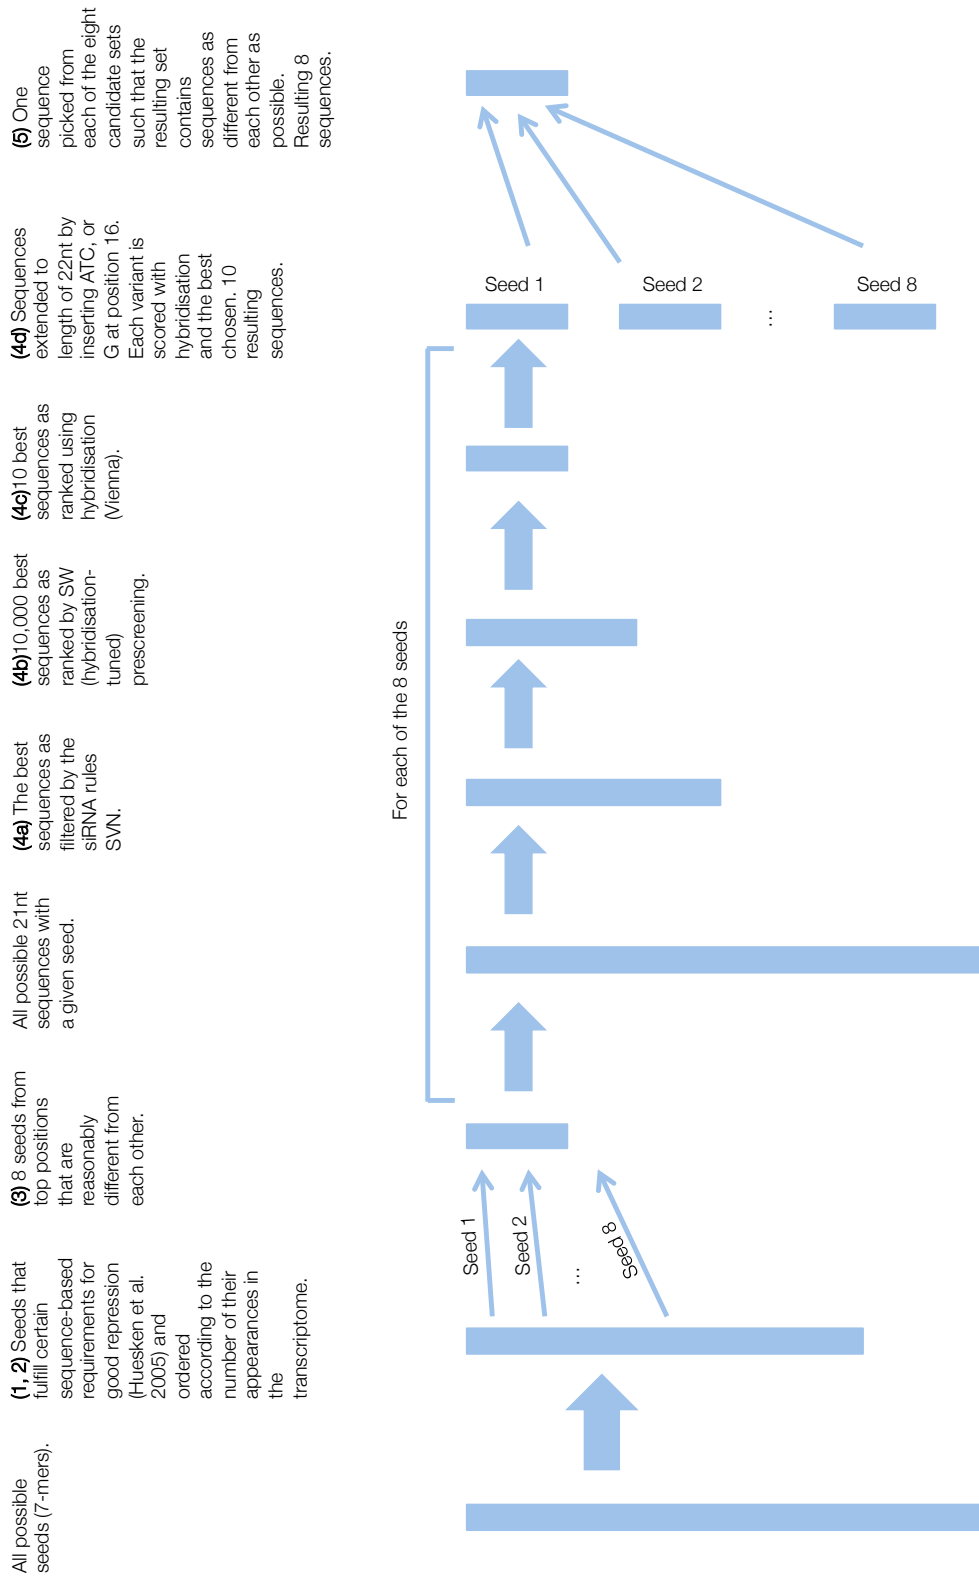 All possible
seeds (7-mers).
(1, 2) Seeds that
fulfill certain
sequence-based
requirements for
good repression
(Huesken et al.
2005) and
ordered
according to the
number of their
appearances in
the
transcriptome.
(3) 8 seeds from
top positions
that are
reasonably
different from
each other.
All possible 21nt
sequences with
a given seed.
(4a) The best
sequences as
filtered by the
siRNA rules
SVN.
(4b)10,000 best
sequences as
ranked by SW
(hybridisation-
tuned)
prescreening.
(4c)10 best
sequences as
ranked using
hybridisation
(Vienna).
(4d) Sequences
extended to
length of 22nt by
inserting ATC, or
G at position 16.
Each variant is
scored with
hybridisation
and the best
chosen. 10
resulting
sequences.
(5) One
sequence
picked from
each of the eight
candidate sets
such that the
resulting set
contains
sequences as
different from
each other as
possible.
Resulting 8
sequences.
For each of the 8 seeds
Seed 1
Seed 2
...
Seed 8
Seed 1
Seed 2
...
Seed 8